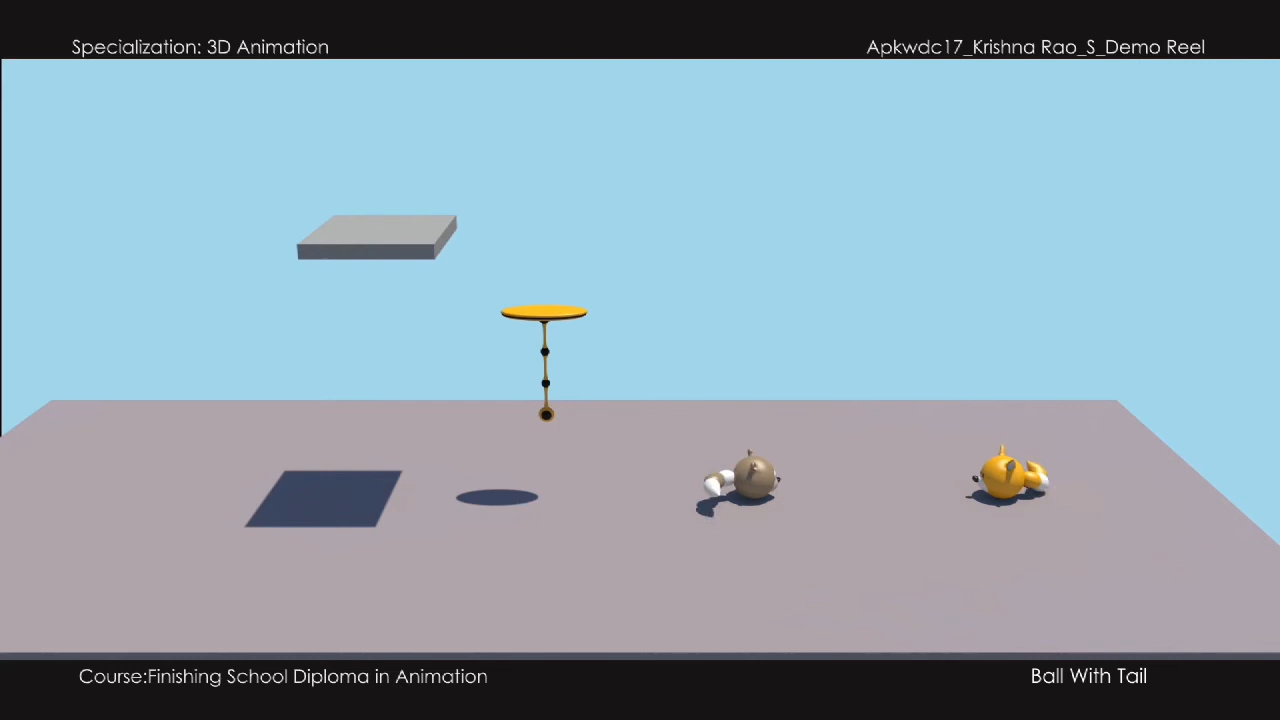 Specialization: 3D Animation
Apkwdc17_Krishna Rao_S_Demo Reel
Course:Finishing School Diploma in Animation
Ball With Tail